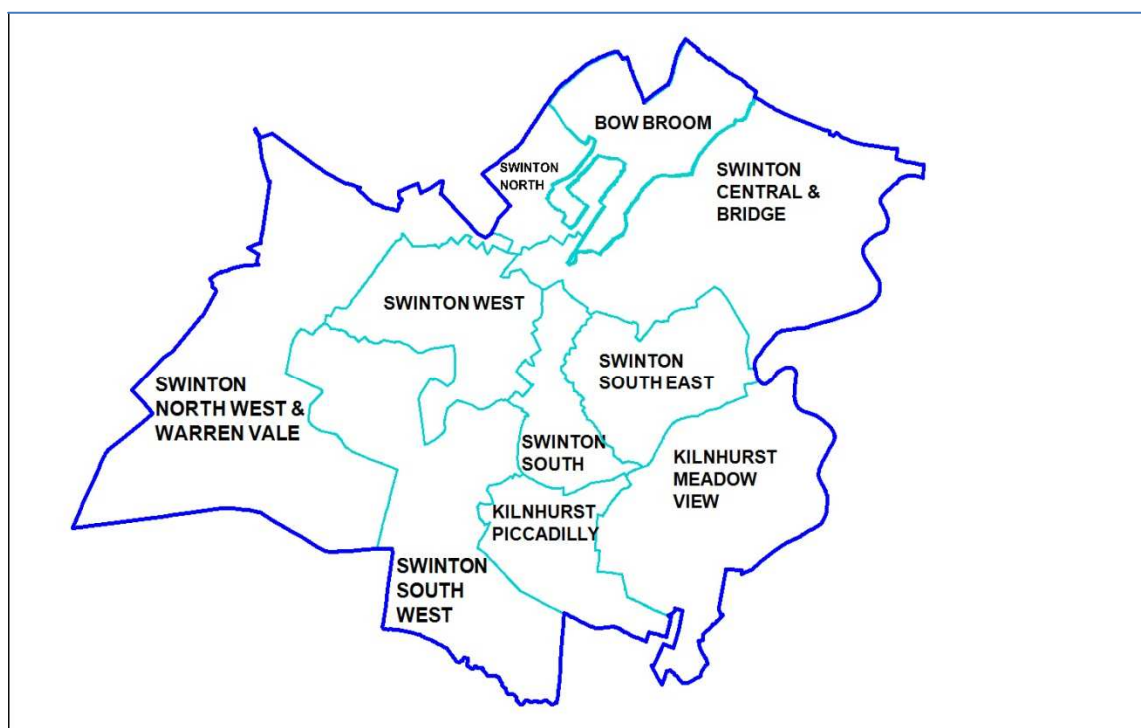 BOW BROOM
SWINTON
NORTH
SWINTON
CENTRAL &
BRIDGE
SWINTON WEST
SWINTON
SOUTH EAST
SWINTON
NORTH WEST &
WARREN VALE
SWINTON
SOUTH
KILNHURST
MEADOW
VIEW
KILNHURST
PICCADILLY
SWINTON
SOUTH
WEST